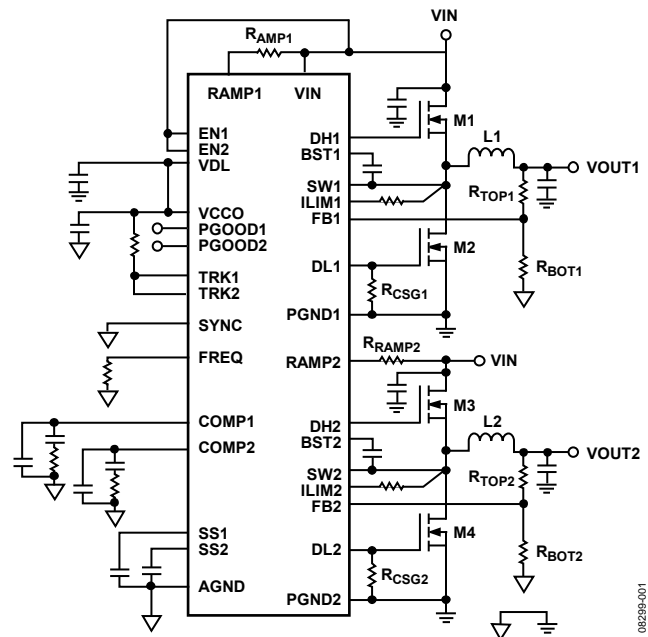 VIN
RAMP1
RAMP1
VIN
EN1
EN2
VDL
VCCO
PGOOD1
PGOOD2
TRK1
TRK2
SYNC
FREQ
COMP1
COMP2
SS1
SS2
AGND
DH1
BST1
SW1
ILIM1
FB1
DL1
PGND1
RAMP2
DH2
BST2
SW2
ILIM2
FB2
DL2
PGND2
M1
L1
VOUT1
RTOP1
M2
RBOT1
RCSG1
RRAMP2
VIN
M3
L2
VOUT2
RTOP2
M4
RBOT2
RCSG2
08299-001